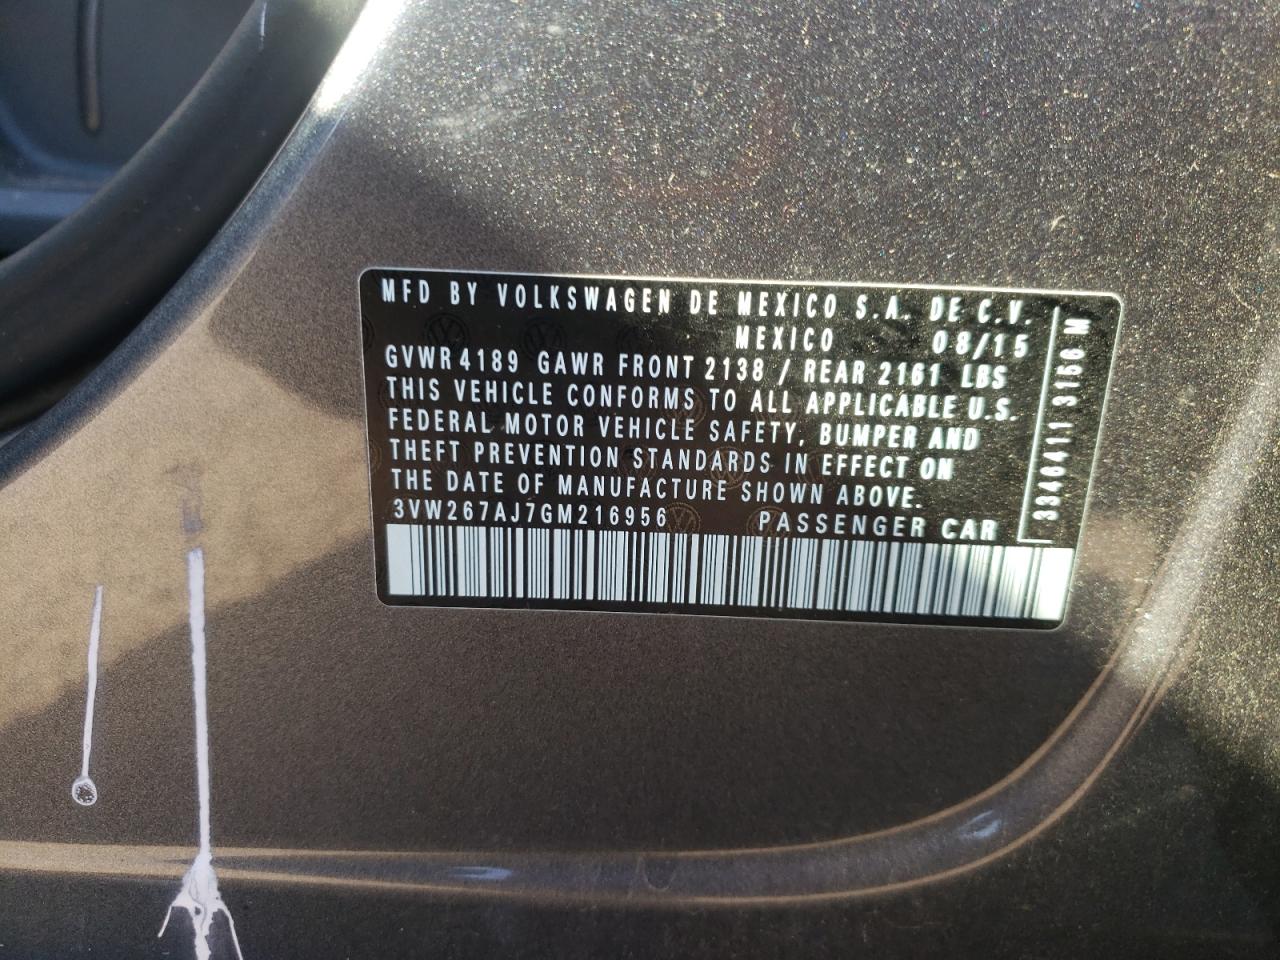 MFD BY VOLKSWAGEN DE MEXICO S.A. DE C.V.
MEXICO 08/15
GVWR 4189 GAWR FRONT 2138 / REAR 2161 LBS
THIS VEHICLE CONFORMS TO ALL APPLICABLE U.S.
FEDERAL MOTOR VEHICLE SAFETY, BUMPER AND
THEFT PREVENTION STANDARDS IN EFFECT ON
THE DATE OF MANUFACTURE SHOWN ABOVE.
3VW267AJ7GM216956 PASSENGER CAR
3340411 3156 M